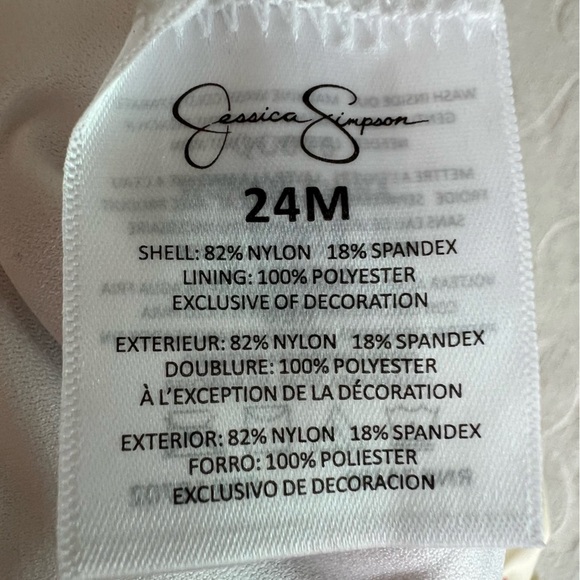 Jessica Simpson
24M
SHELL: 82% NYLON 18% SPANDEX
LINING: 100% POLYESTER
EXCLUSIVE OF DECORATION
EXTERIEUR: 82% NYLON 18% SPANDEX
DOUBLURE: 100% POLYESTER
À L'EXCEPTION DE LA DÉCORATION
EXTERIOR: 82% NYLON 18% SPANDEX
FORRO: 100% POLIESTER
EXCLUSIVO DE DECORACION